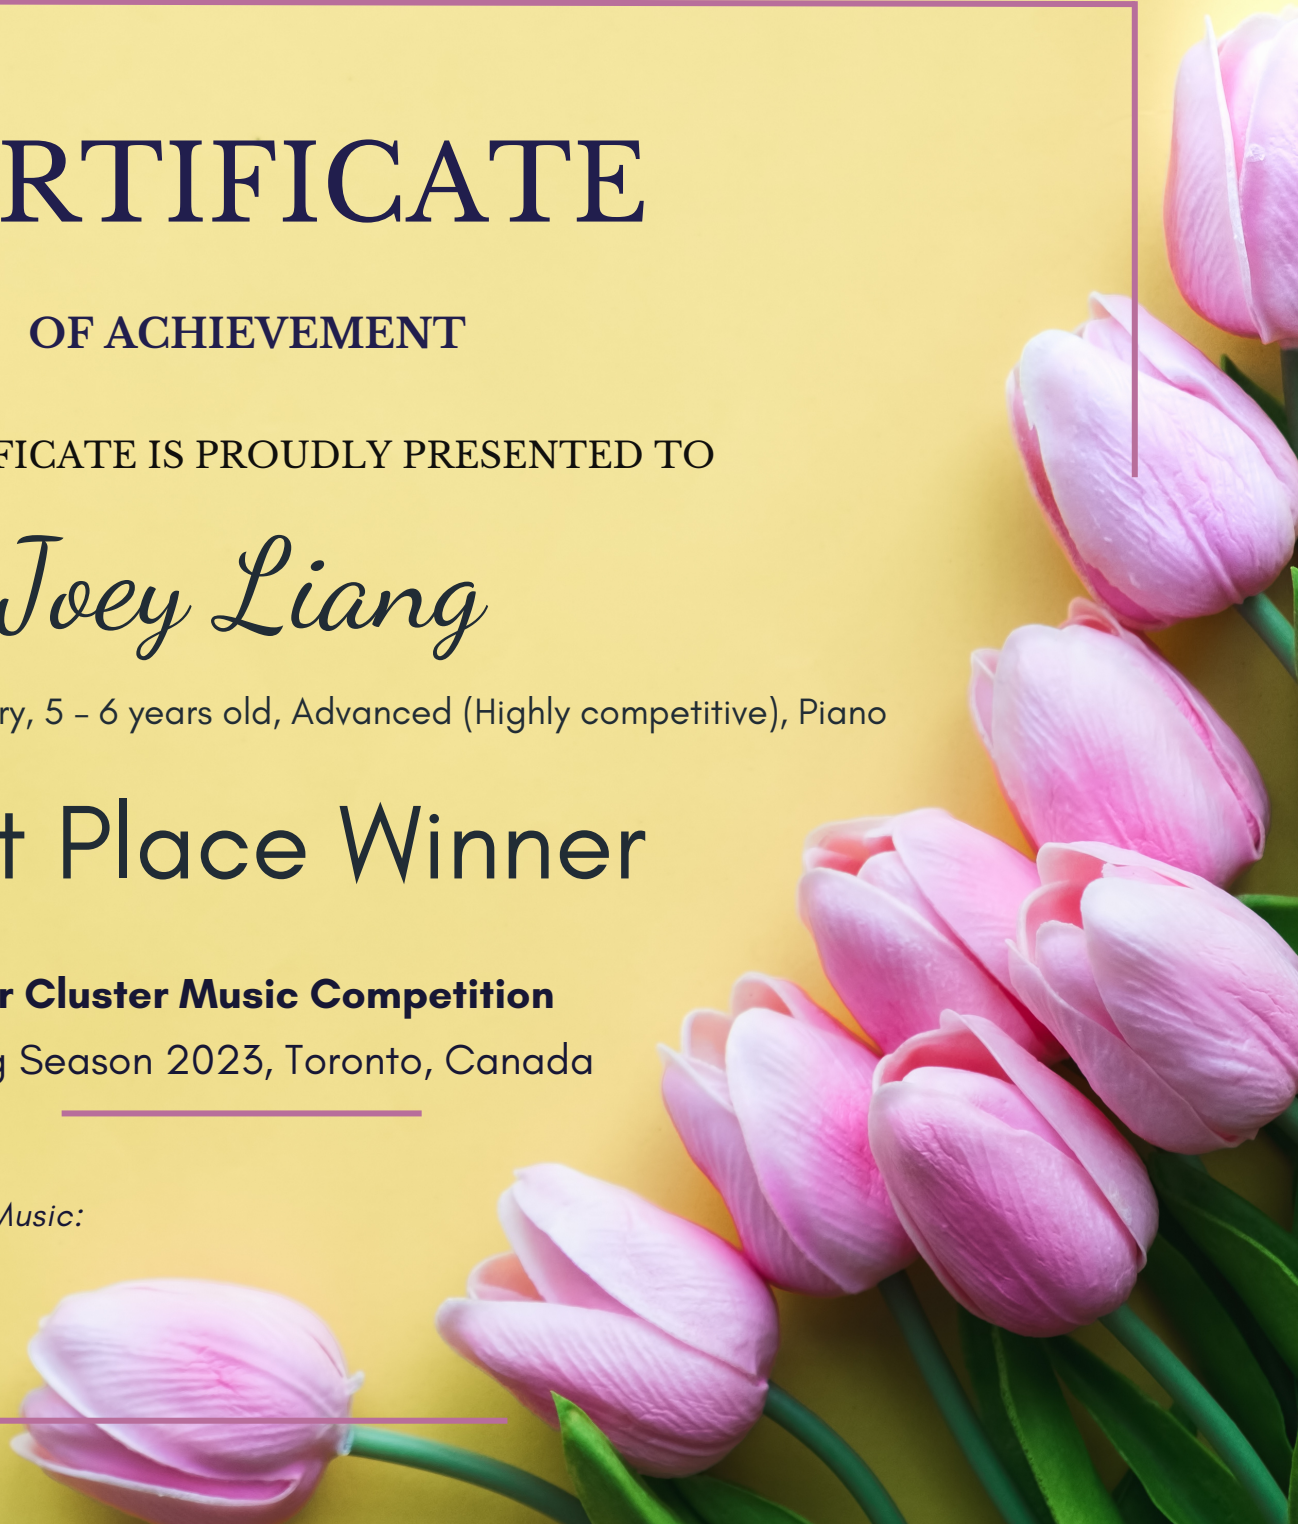 RTIFICATE
OF ACHIEVEMENT
FICATE IS PROUDLY PRESENTED TO
Joey Liang
ry, 5 - 6 years old, Advanced (Highly competitive), Piano
t Place Winner
r Cluster Music Competition
g Season 2023, Toronto, Canada
Music: